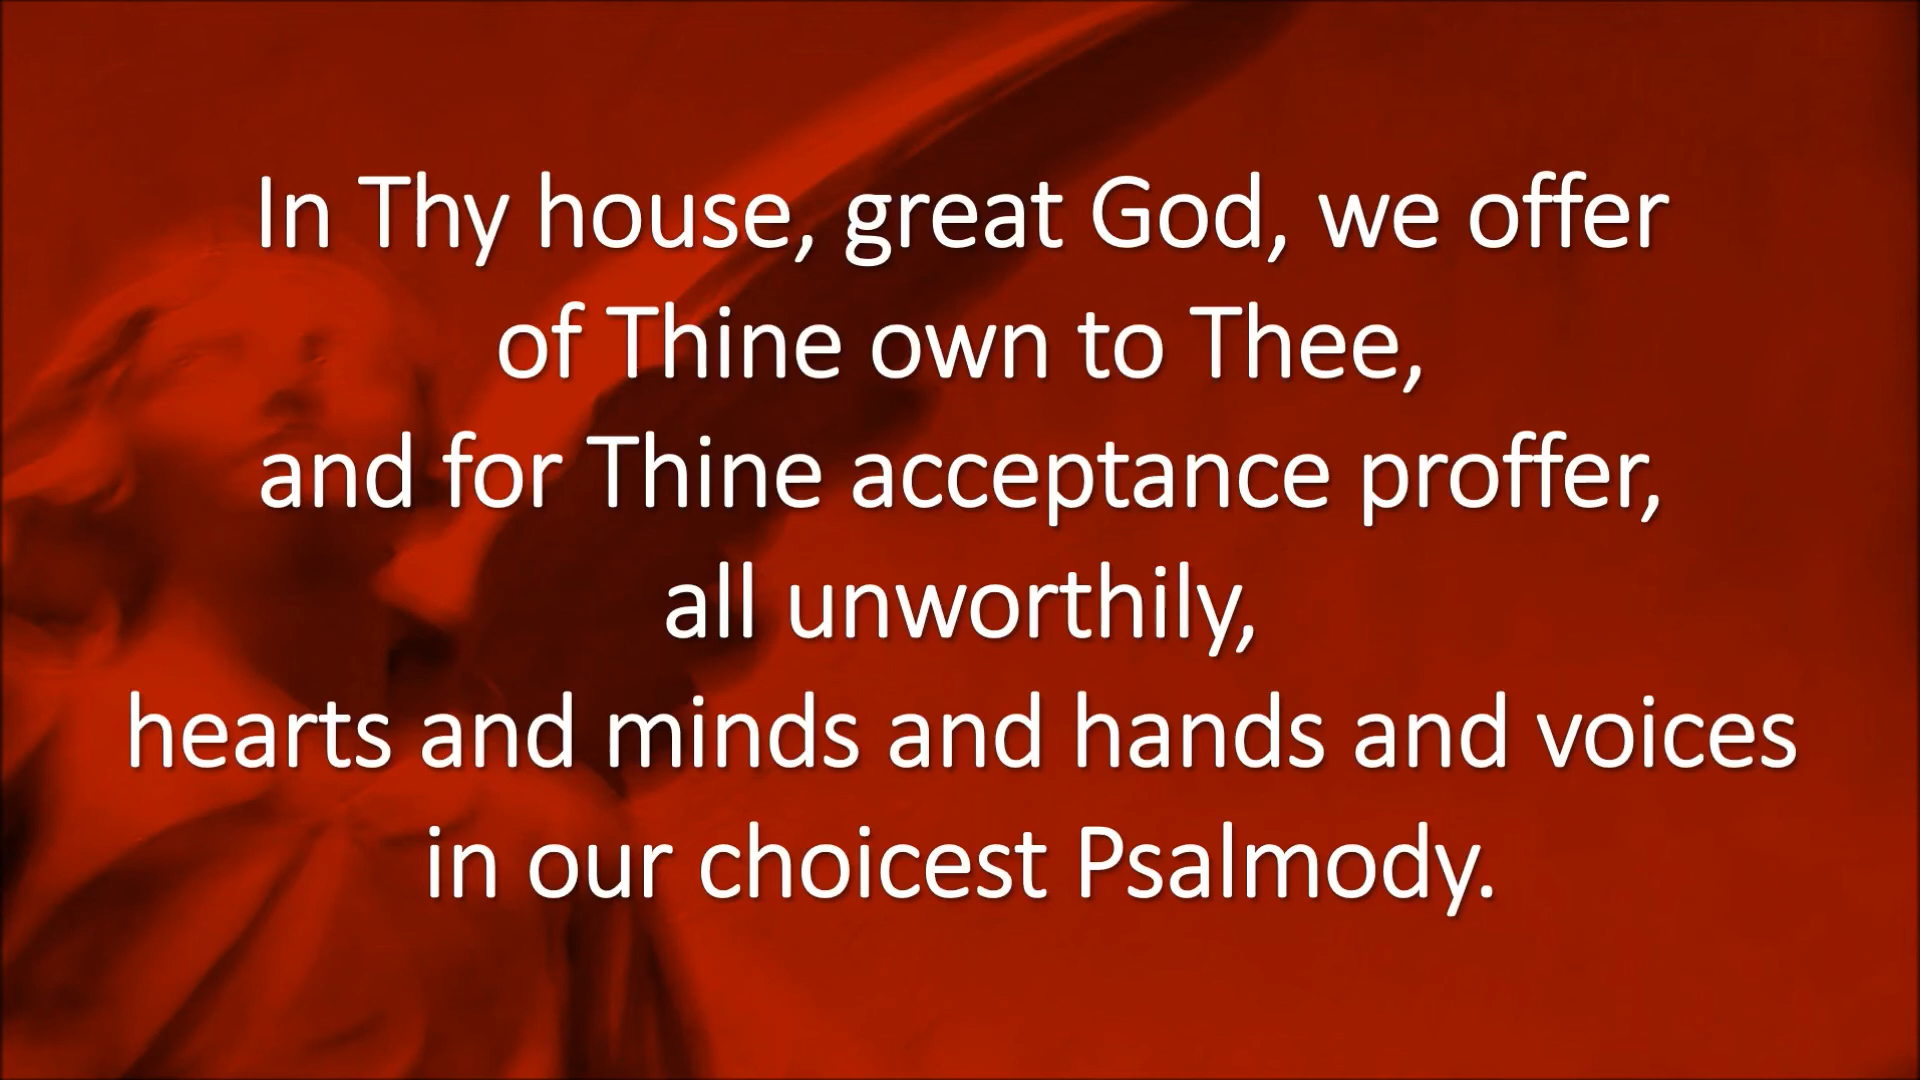 In Thy house, great God, we offer
of Thine own to Thee,
and for Thine acceptance proffer,
all unworthily,
hearts and minds and hands and voices
in our choicest Psalmody.